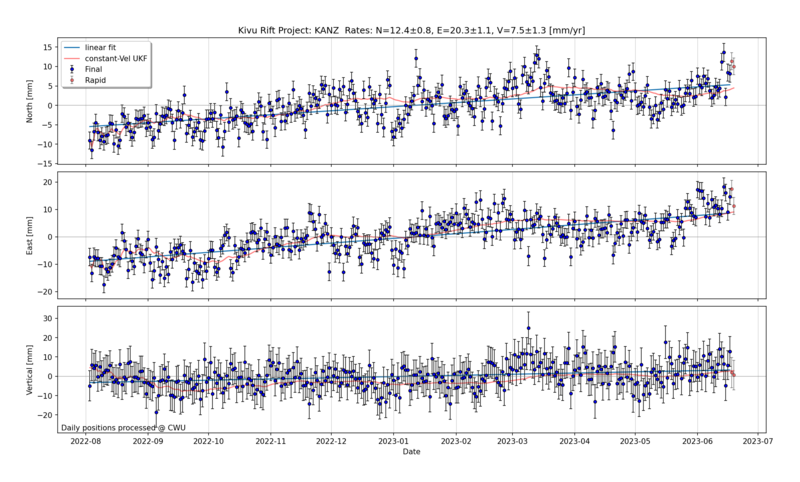 Kivu Rift Project: KANZ  Rates: N=12.4±0.8, E=20.3±1.1, V=7.5±1.3 [mm/yr]
linear fit
constant-Vel UKF
Final
Rapid
North [mm]
15
10
5
0
−5
−10
−15
East [mm]
20
10
0
−10
−20
Vertical [mm]
30
20
10
0
−10
−20
Daily positions processed @ CWU
2022-08 2022-09 2022-10 2022-11 2022-12 2023-01 2023-02 2023-03 2023-04 2023-05 2023-06 2023-07
Date